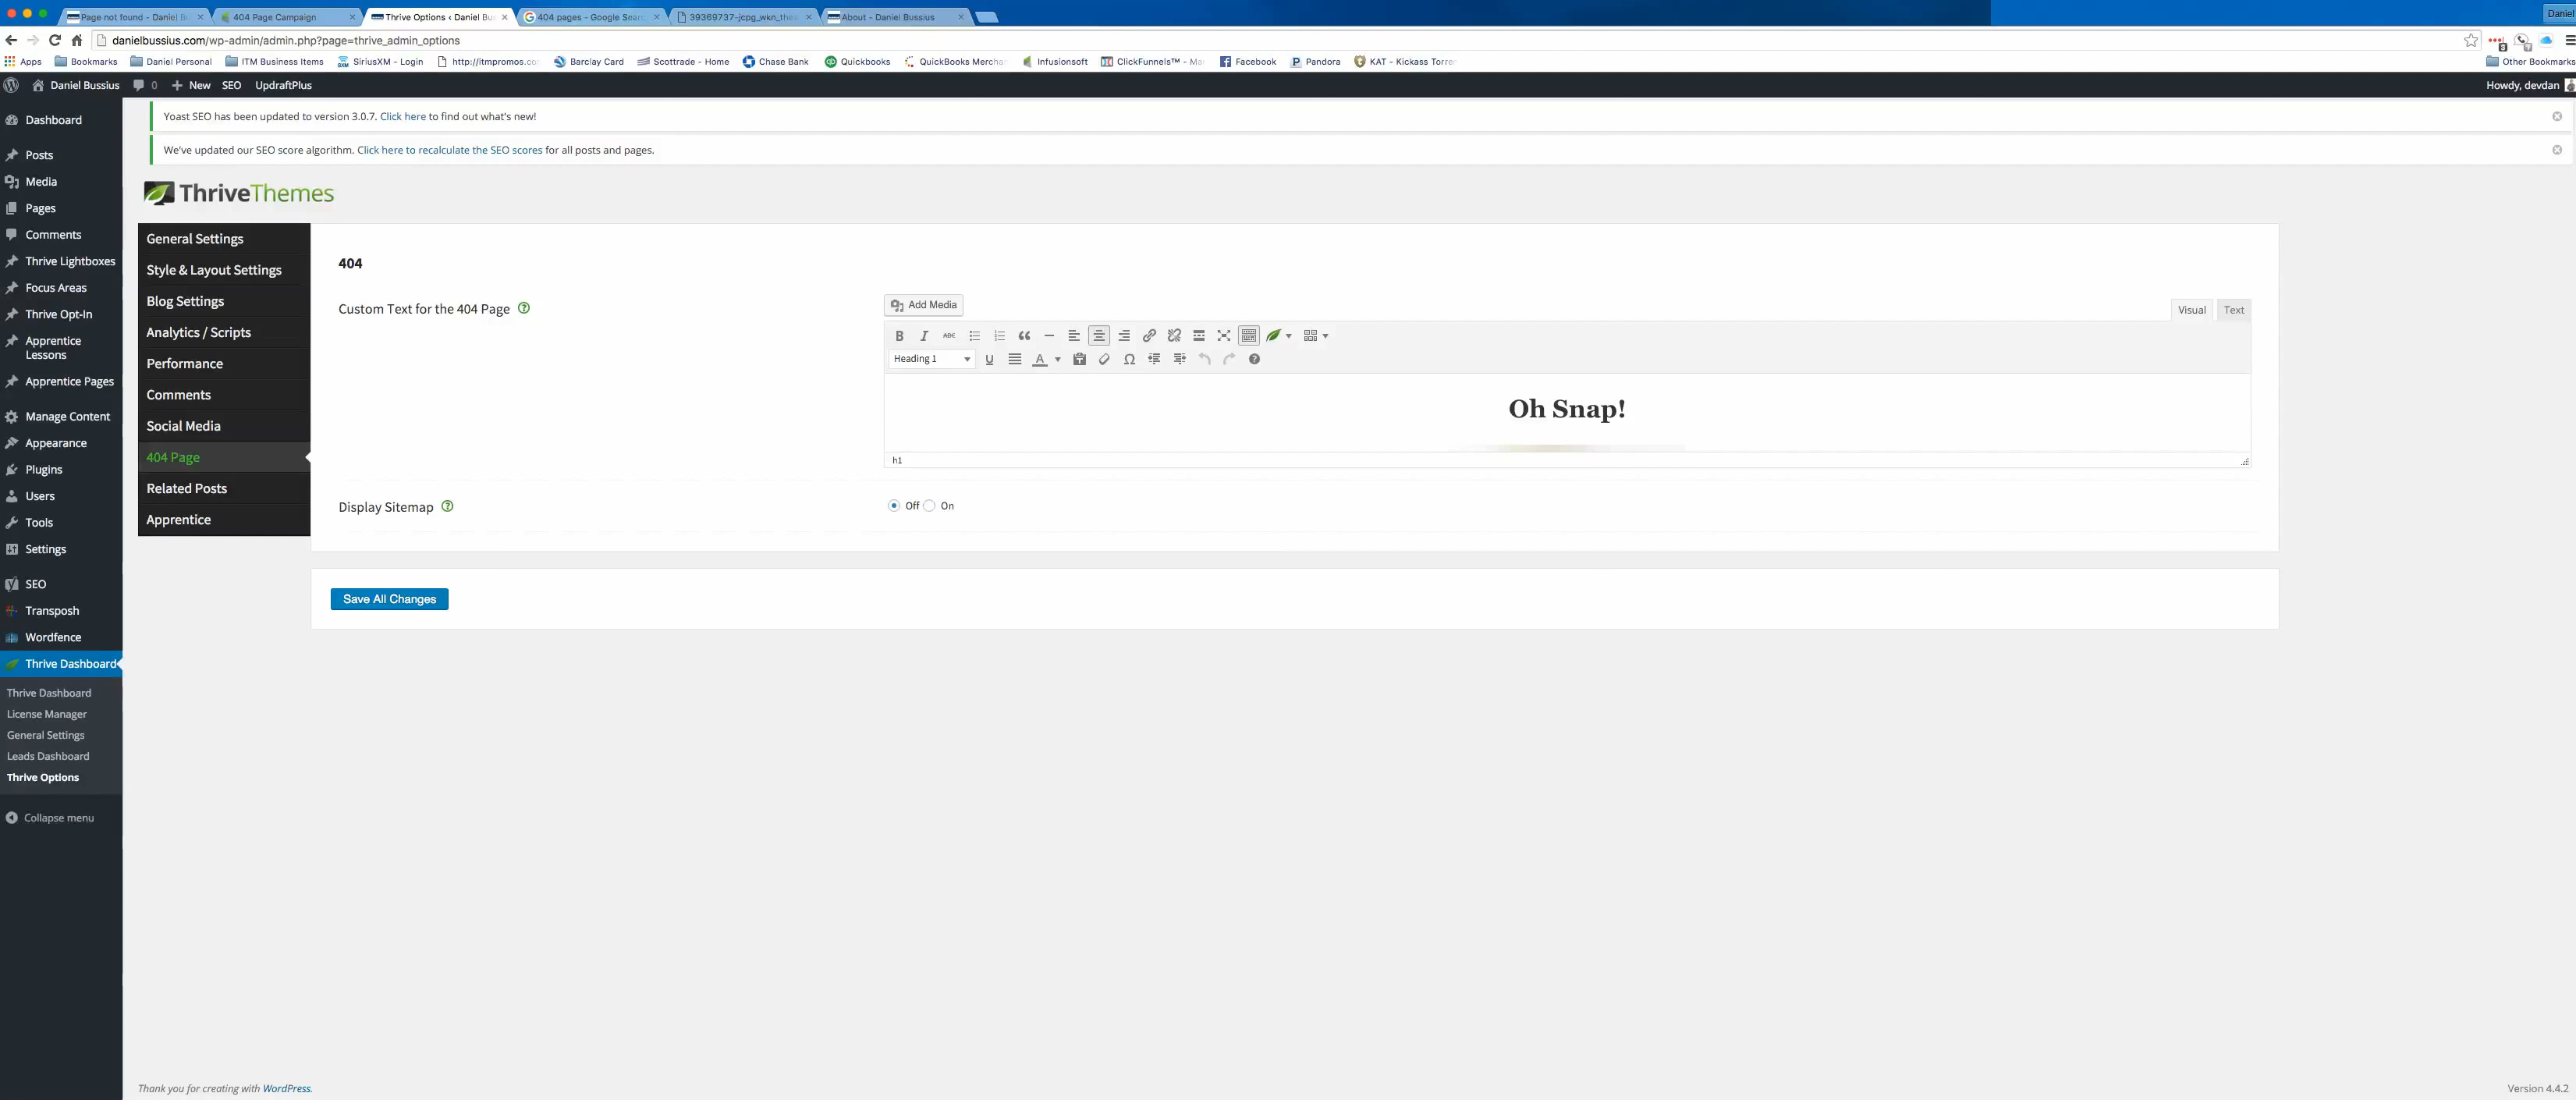 Page not found - Daniel B
404 Page Campaign
Thrive Options ‹ Daniel Bu
404 pages - Google Sear
39369737-jcpg_wkn_thea
About - Daniel Bussius
Daniel
danielbussius.com/wp-admin/admin.php?page=thrive_admin_options
Apps
Bookmarks
Daniel Personal
ITM Business Items
SiriusXM - Login
http://itmpromos.co
Barclay Card
Scottrade - Home
Chase Bank
Quickbooks
QuickBooks Mercha
Infusionsoft
ClickFunnels™ - Ma
Facebook
Pandora
KAT - Kickass Torre
Other Bookmarks
Daniel Bussius
0
New
SEO
UpdraftPlus
Howdy, devdan
Dashboard
Posts
Media
Pages
Comments
Thrive Lightboxes
Focus Areas
Thrive Opt-In
Apprentice
Lessons
Apprentice Pages
Manage Content
Appearance
Plugins
Users
Tools
Settings
SEO
Transposh
Wordfence
Thrive Dashboard
Thrive Dashboard
License Manager
General Settings
Leads Dashboard
Thrive Options
Collapse menu
Yoast SEO has been updated to version 3.0.7. Click here to find out what's new!
We've updated our SEO score algorithm. Click here to recalculate the SEO scores for all posts and pages.
ThriveThemes
General Settings
Style & Layout Settings
Blog Settings
Analytics / Scripts
Performance
Comments
Social Media
404 Page
Related Posts
Apprentice
404
Custom Text for the 404 Page
Add Media
Visual
Text
B I ABC
Heading 1
U
A
Ω
Oh Snap!
h1
Display Sitemap
Off
On
Save All Changes
Thank you for creating with WordPress.
Version 4.4.2